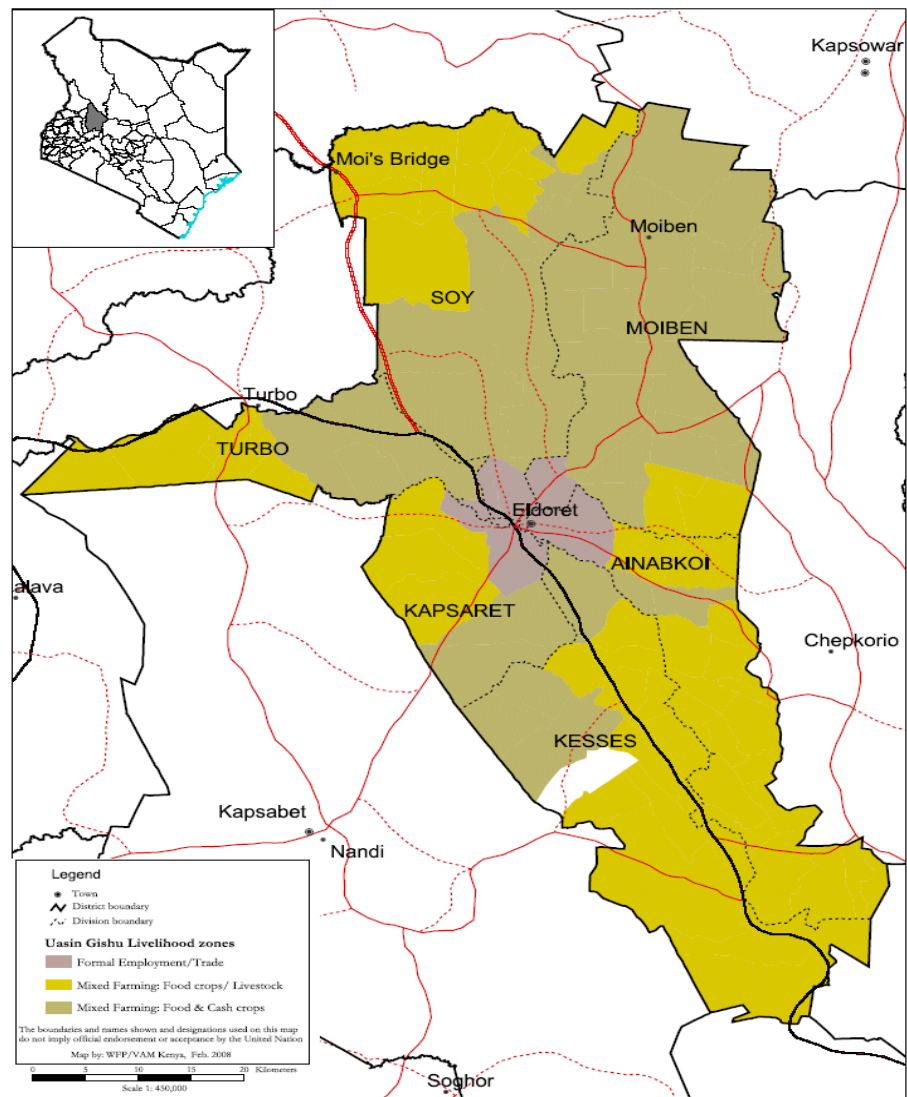 Kapsowar
Moi's Bridge
Moiben
SOY
MOIBEN
Turbo
TURBO
Eldoret
AINABKOI
alava
KAPSARET
Chepkorio
KESSES
Kapsabet
Nandi
Legend
Town
District boundary
Division boundary
Uasin Gishu Livelihood zones
Formal Employment/Trade
Mixed Farming: Food crops/ Livestock
Mixed Farming: Food & Cash crops
The boundaries and names shown and designations used on this map
do not imply official endorsement or acceptance by the United Nation
Map by: WFP/VAM Kenya, Feb. 2008
0 5 10 15 20 Kilometers
Scale 1: 450,000
Soghor